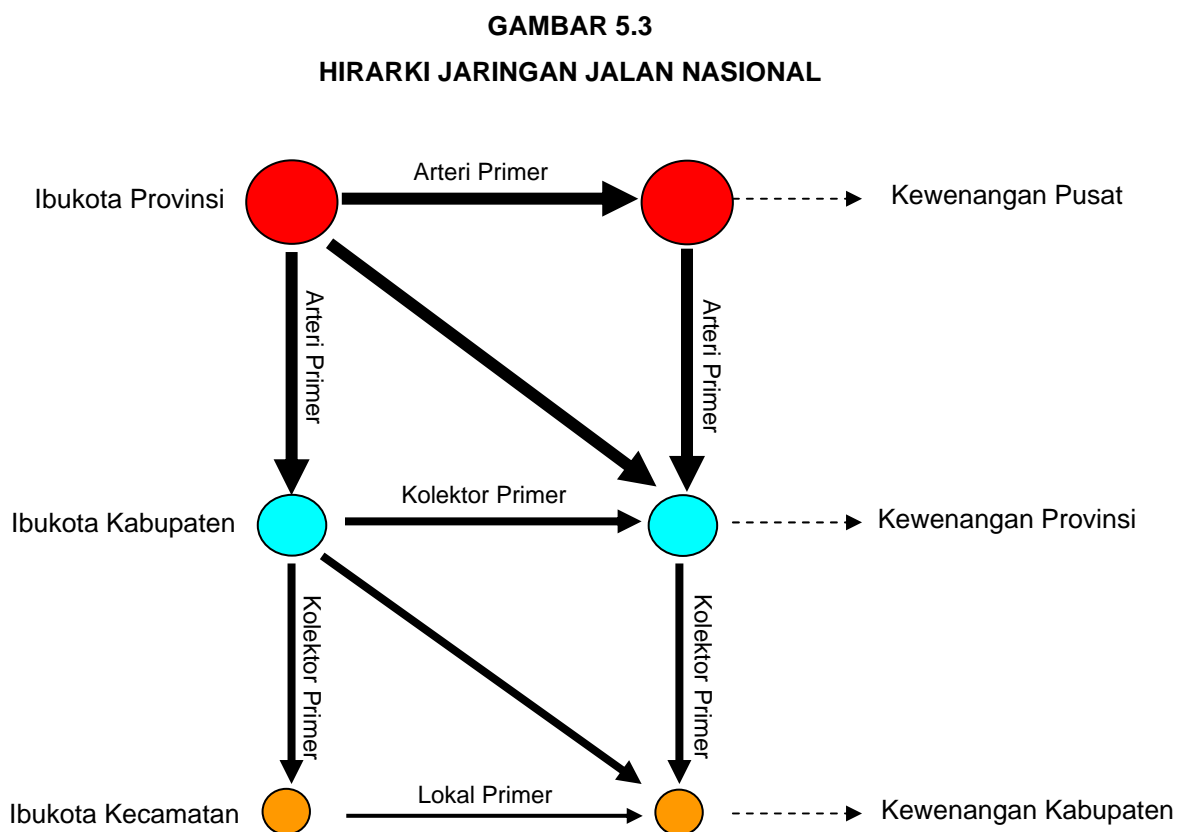 GAMBAR 5.3
HIRARKI JARINGAN JALAN NASIONAL
Arteri Primer
Ibukota Provinsi
Kewenangan Pusat
Arteri Primer
Arteri Primer
Kolektor Primer
Ibukota Kabupaten
Kewenangan Provinsi
Kolektor Primer
Kolektor Primer
Lokal Primer
Ibukota Kecamatan
Kewenangan Kabupaten